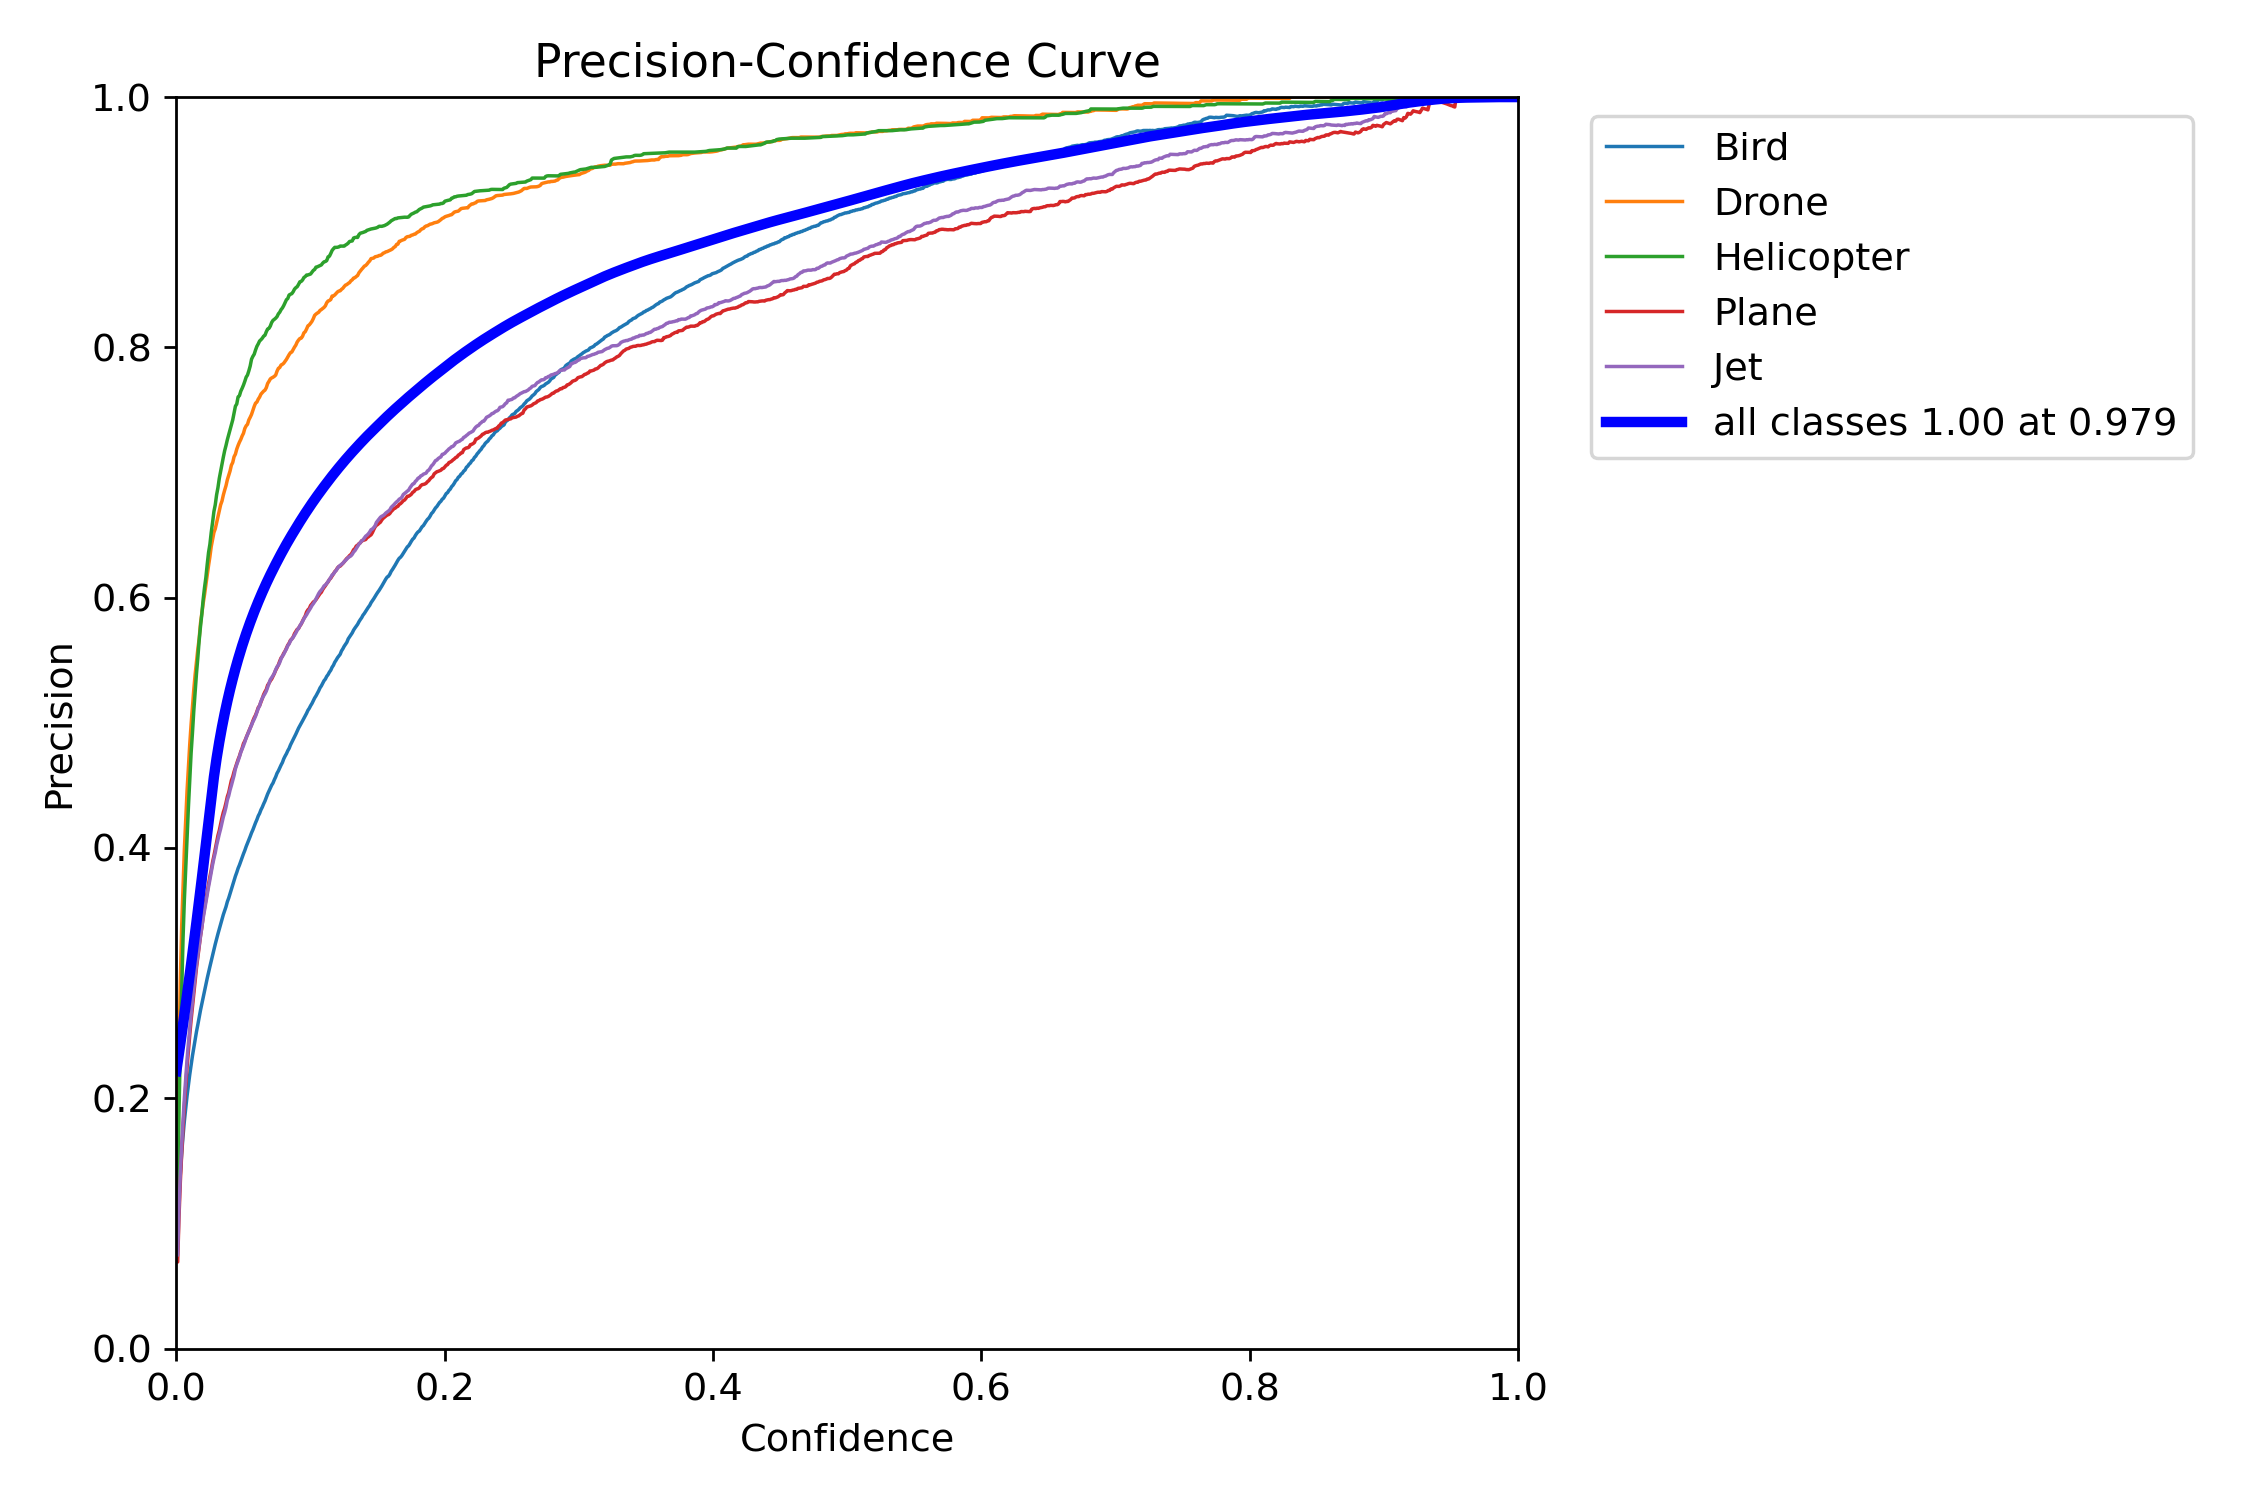 Precision-Confidence Curve
1.0
0.8
0.6
0.4
0.2
0.0
Precision
0.0 0.2 0.4 0.6 0.8 1.0
Confidence
Bird
Drone
Helicopter
Plane
Jet
all classes 1.00 at 0.979